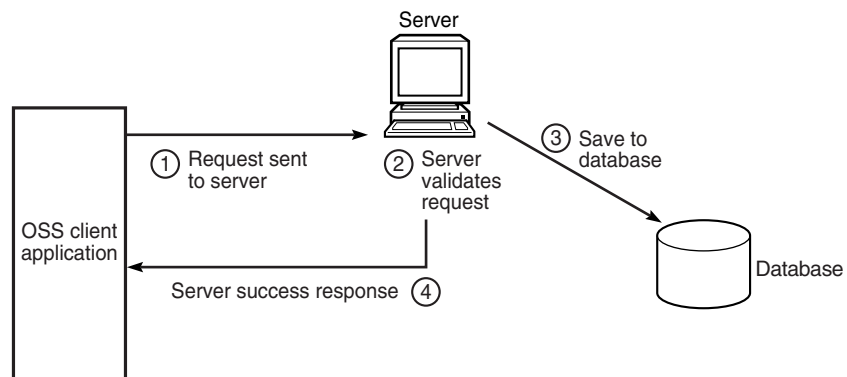 Server
1 Request sent
to server
2 Server
validates
request
3 Save to
database
OSS client
application
Server success response 4
Database